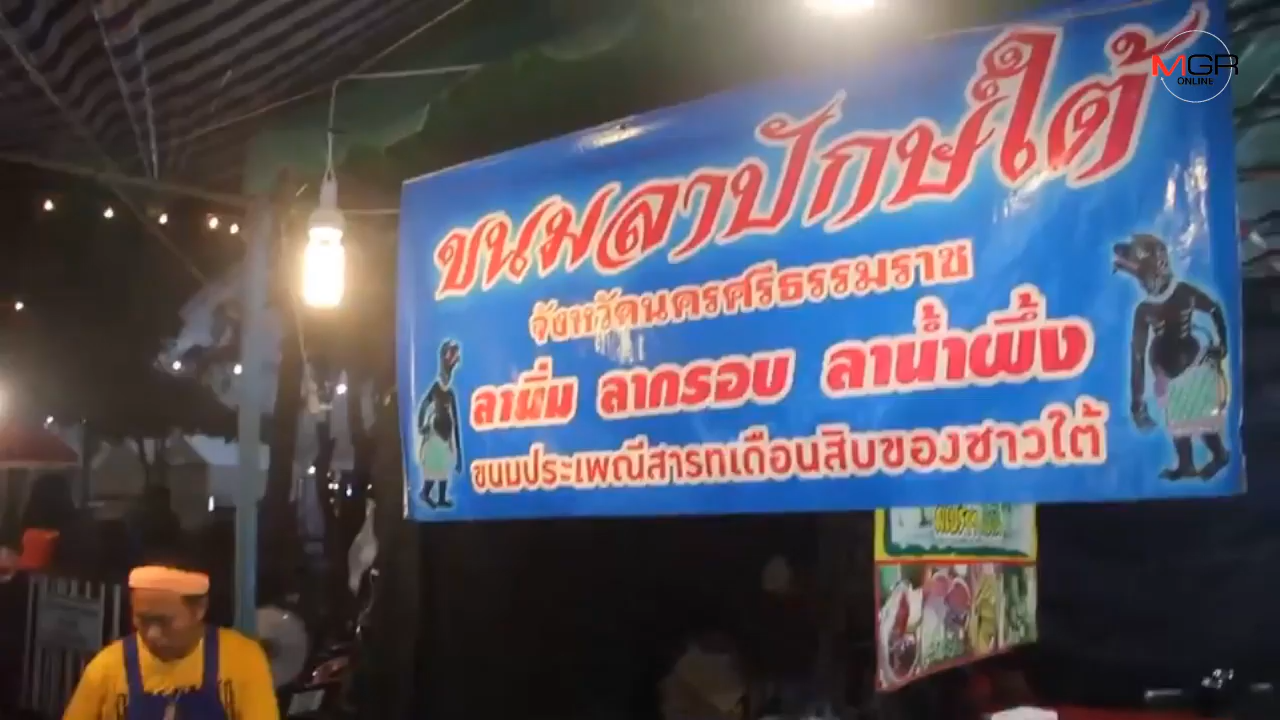 MGR
ONLINE
ขนมลาปักษ์ใต้
จังหวัดนครศรีธรรมราช
ลานิ่ม ลากรอบ ลาน้ำผึ้ง
ขนมประเพณีสารทเดือนสิบของชาวใต้